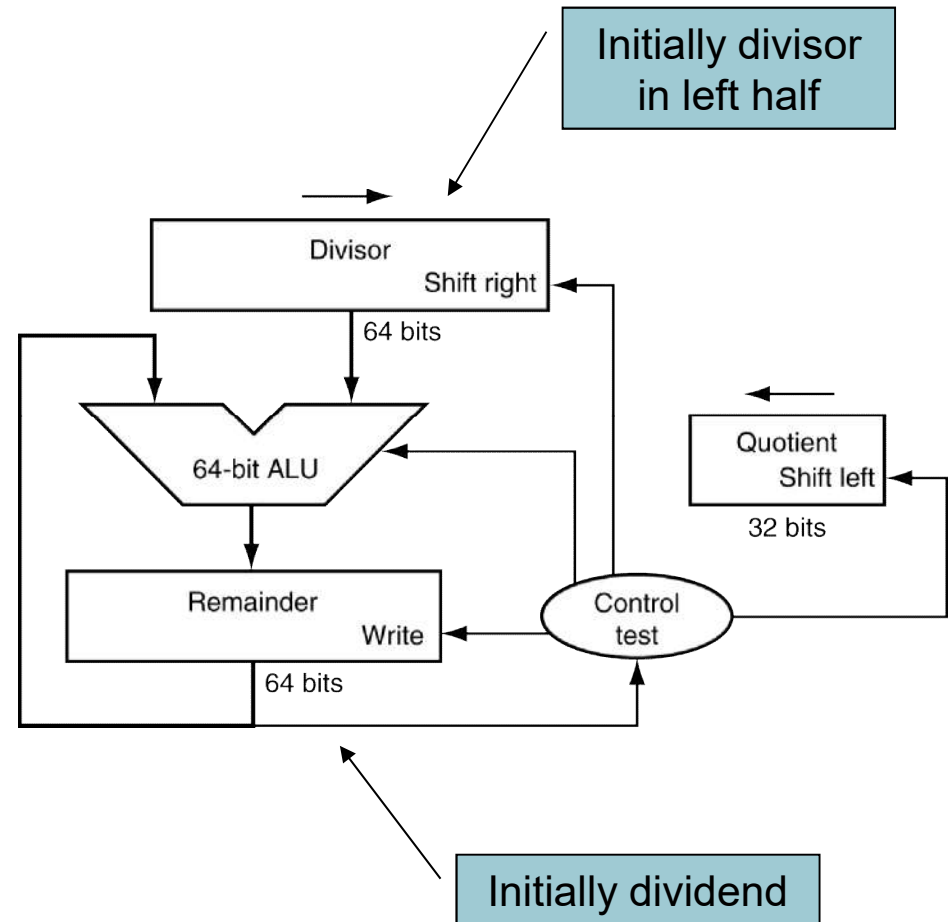 Initially divisor
in left half
Divisor
Shift right
64 bits
64-bit ALU
Quotient
Shift left
32 bits
Remainder
Write
Control
test
64 bits
Initially dividend